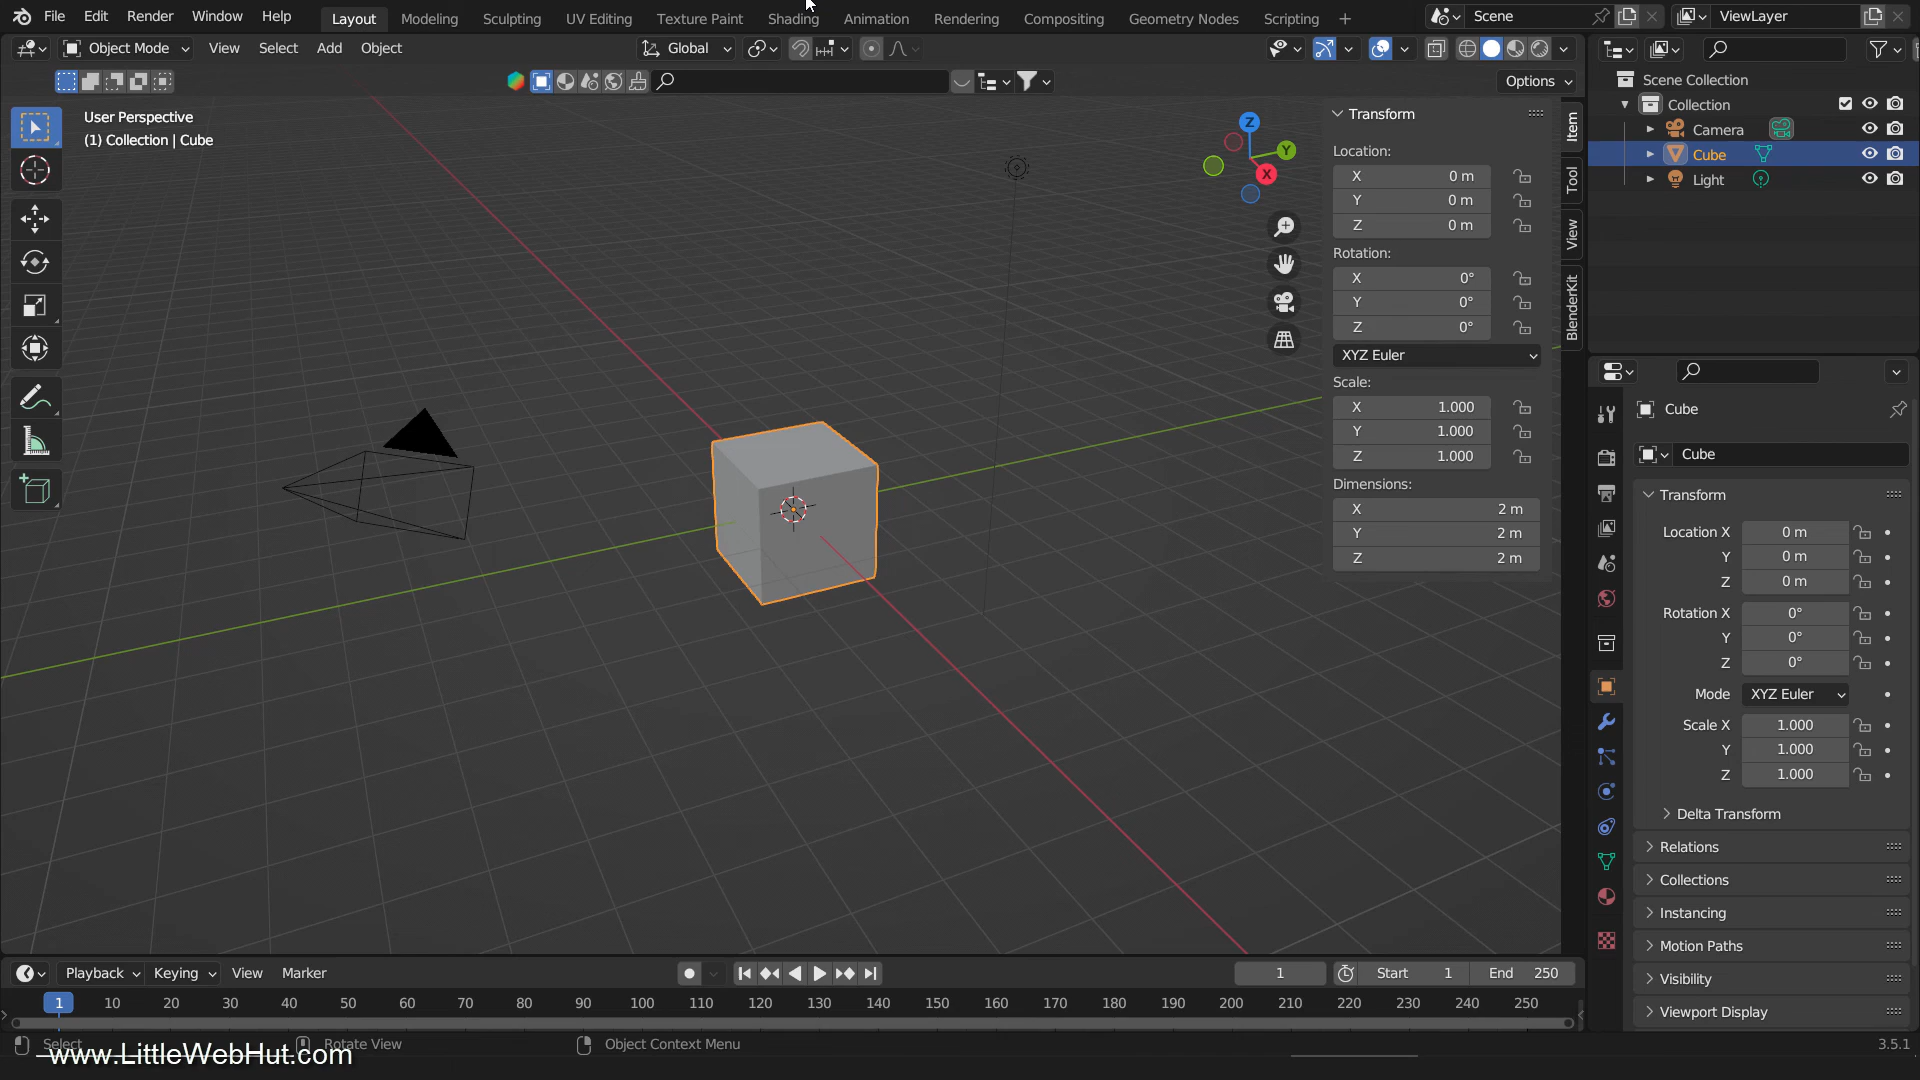 File Edit Render Window Help Layout Modeling Sculpting UV Editing Texture Paint Shading Animation Rendering Compositing Geometry Nodes Scripting + Scene ViewLayer
Object Mode View Select Add Object Global
Options
User Perspective
(1) Collection | Cube
Z
Y
X
Transform
Location:
X 0 m
Y 0 m
Z 0 m
Rotation:
X 0°
Y 0°
Z 0°
XYZ Euler
Scale:
X 1.000
Y 1.000
Z 1.000
Dimensions:
X 2 m
Y 2 m
Z 2 m
Item
Tool
View
BlenderKit
Scene Collection
Collection
Camera
Cube
Light
Cube
Cube
Transform
Location X 0 m
Y 0 m
Z 0 m
Rotation X 0°
Y 0°
Z 0°
Mode XYZ Euler
Scale X 1.000
Y 1.000
Z 1.000
Delta Transform
Relations
Collections
Instancing
Motion Paths
Visibility
Viewport Display
Playback Keying View Marker 1 Start 1 End 250
1 10 20 30 40 50 60 70 80 90 100 110 120 130 140 150 160 170 180 190 200 210 220 230 240 250
Select Rotate View Object Context Menu 3.5.1
www.LittleWebHut.com